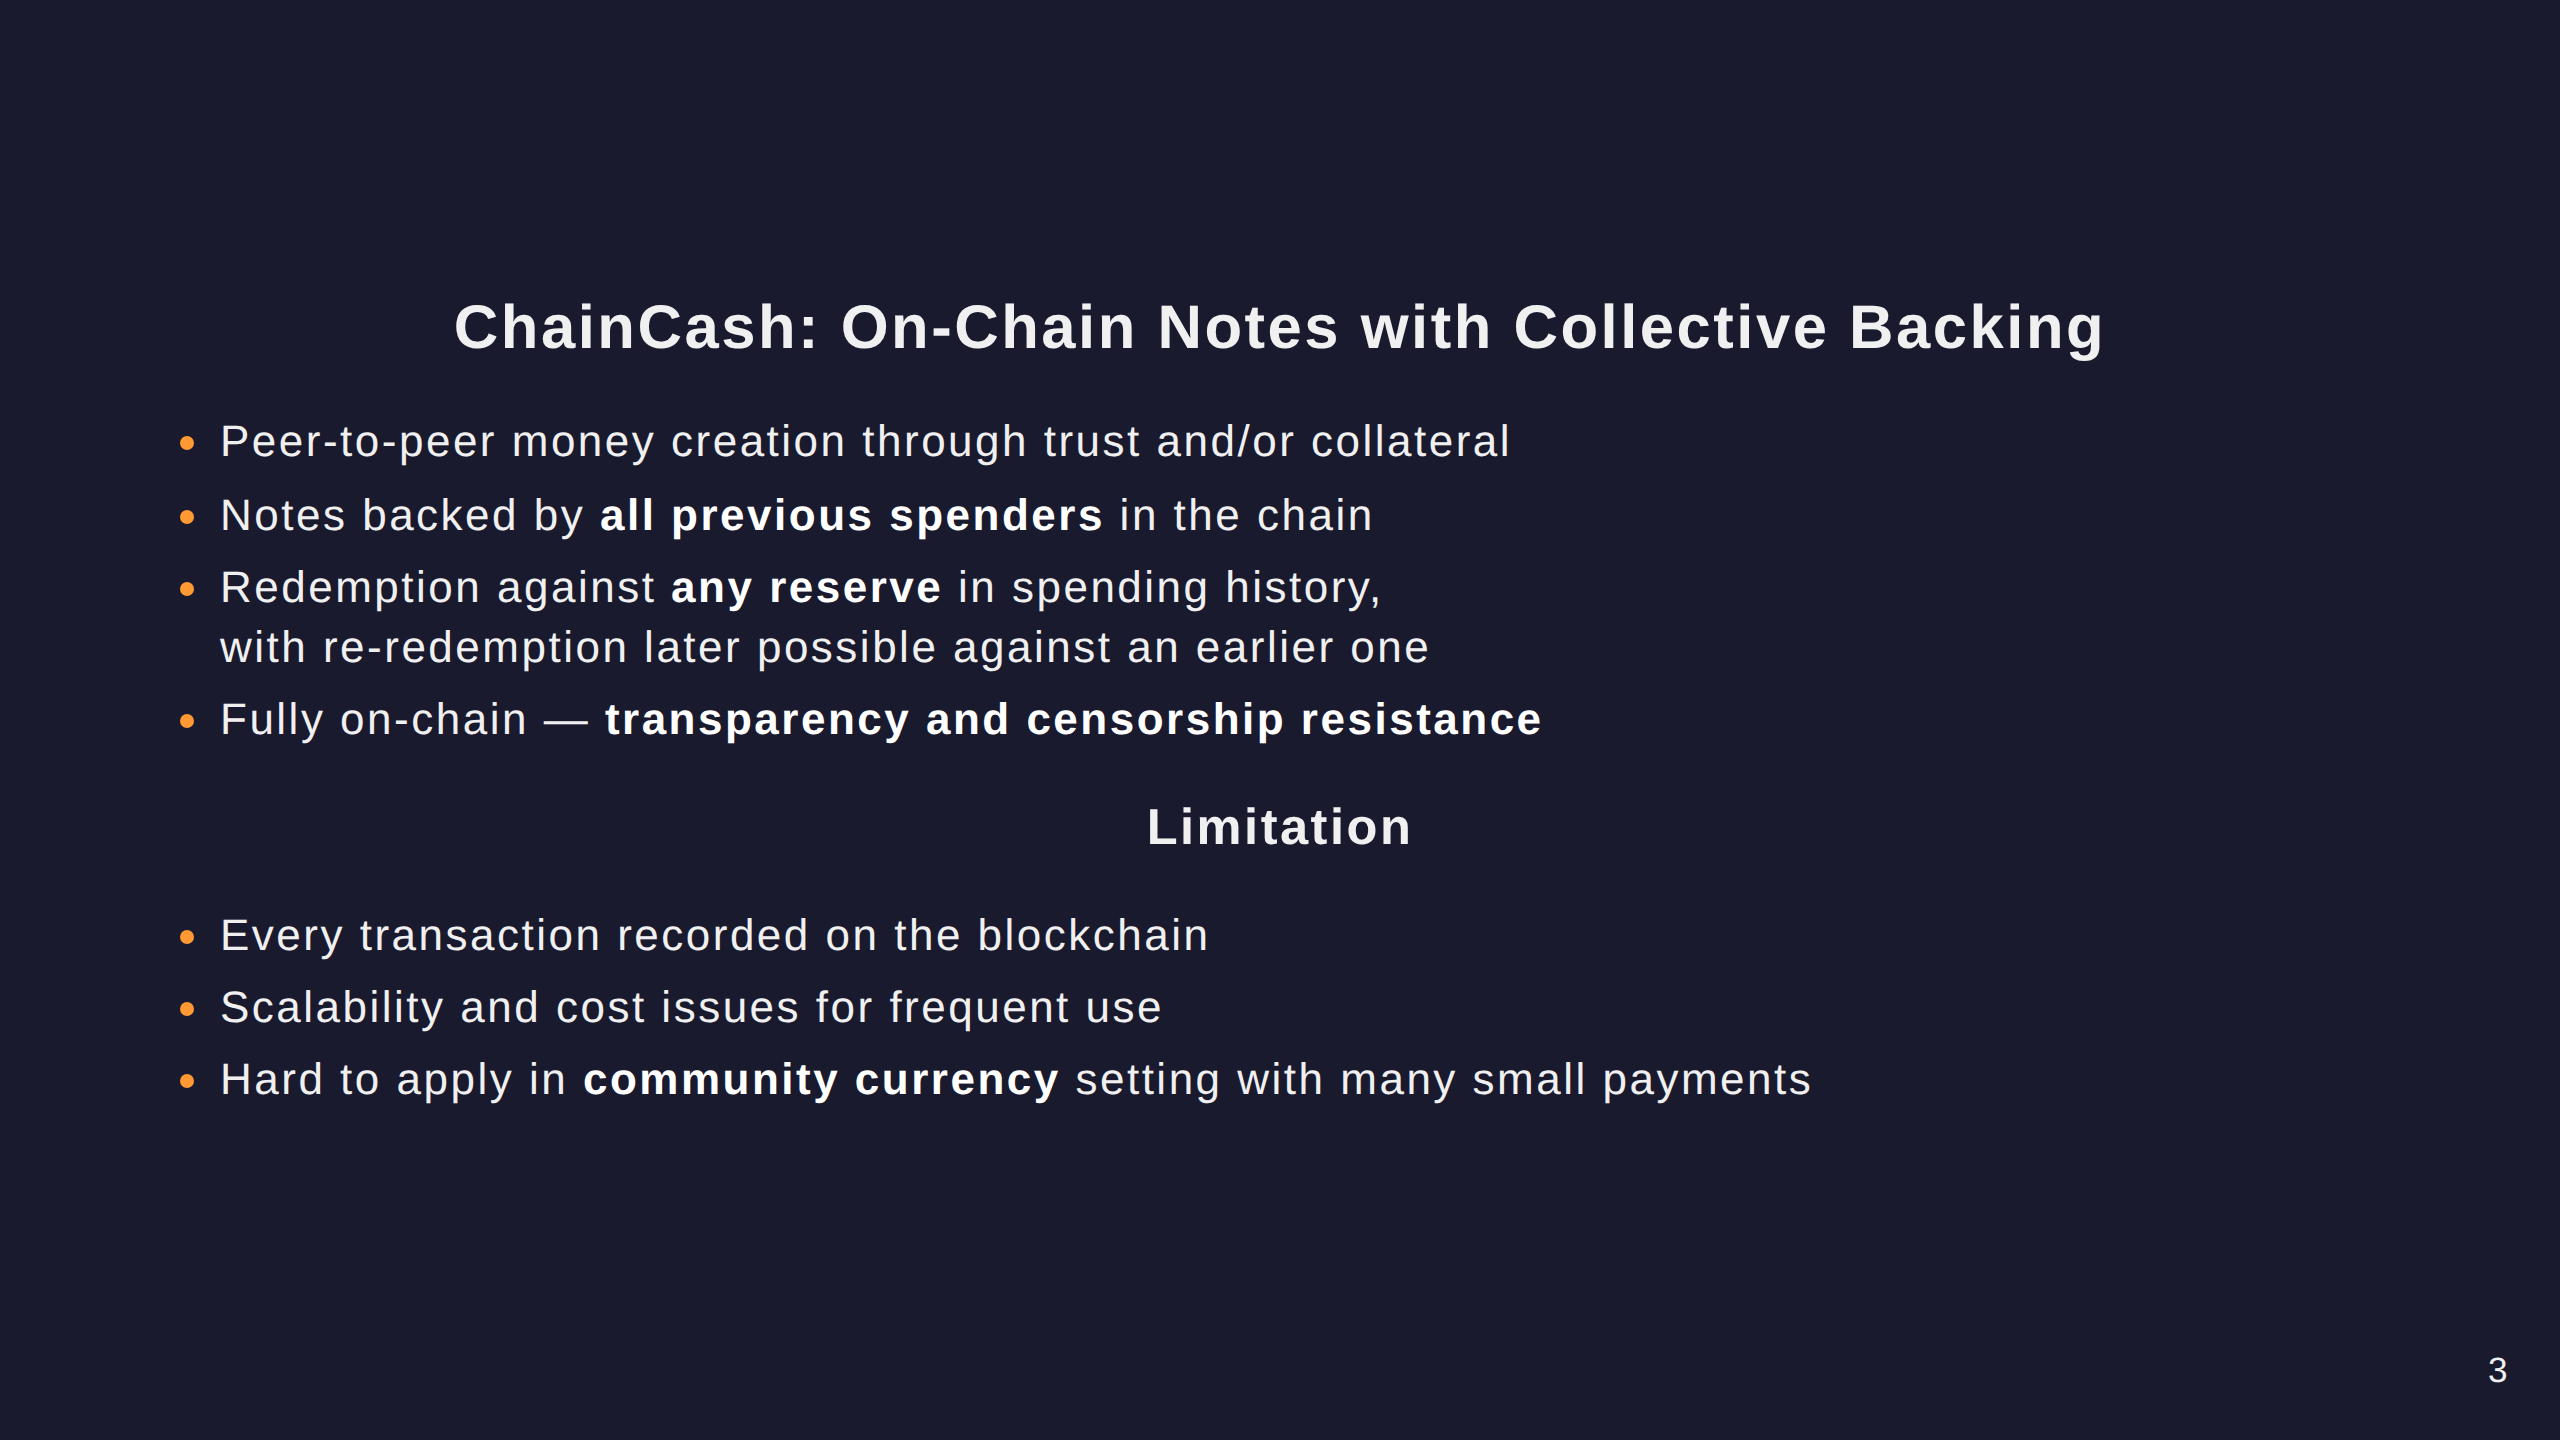 ChainCash: On-Chain Notes with Collective Backing
• Peer-to-peer money creation through trust and/or collateral
• Notes backed by all previous spenders in the chain
• Redemption against any reserve in spending history,
with re-redemption later possible against an earlier one
• Fully on-chain — transparency and censorship resistance
Limitation
• Every transaction recorded on the blockchain
• Scalability and cost issues for frequent use
• Hard to apply in community currency setting with many small payments
3